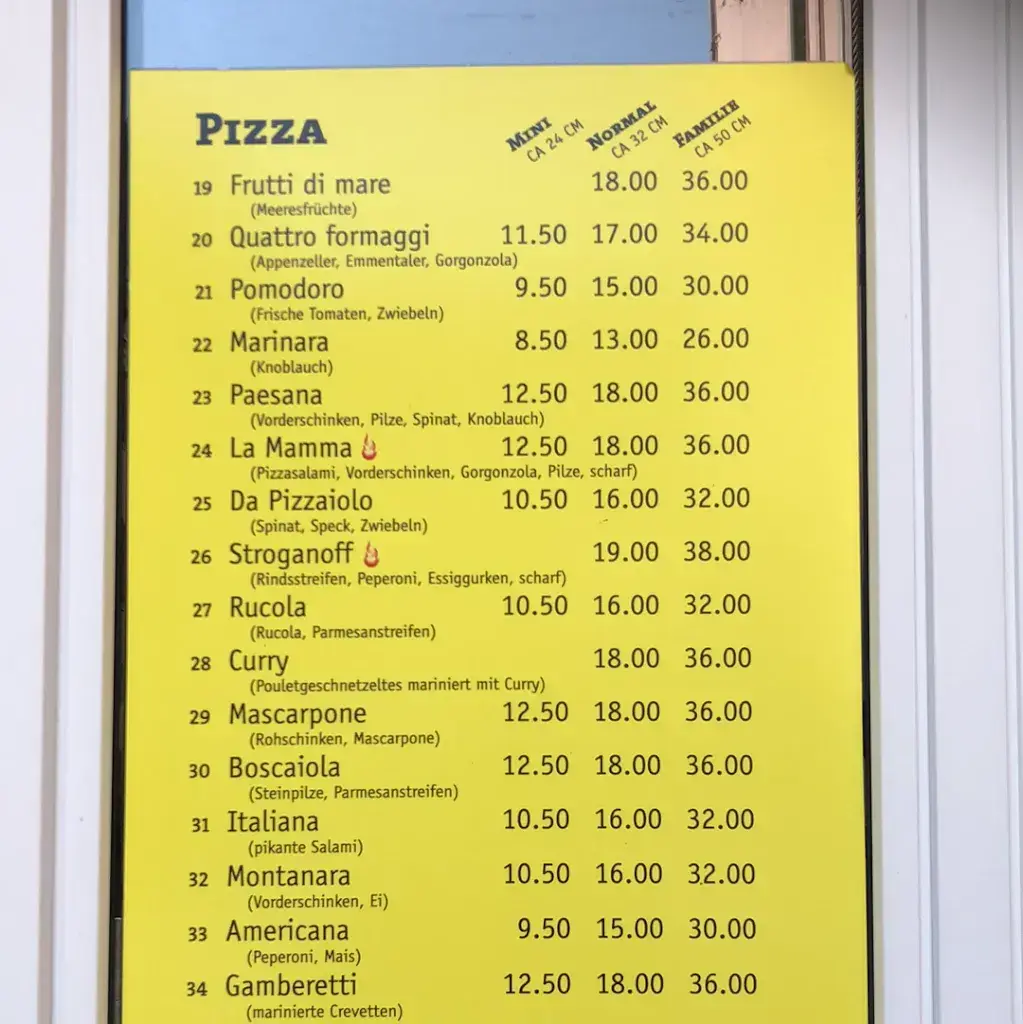 PIZZA
MINI CA 24 CM NORMAL CA 32 CM FAMILIE CA 50 CM
19 Frutti di mare 18.00 36.00
(Meeresfrüchte)
20 Quattro formaggi 11.50 17.00 34.00
(Appenzeller, Emmentaler, Gorgonzola)
21 Pomodoro 9.50 15.00 30.00
(Frische Tomaten, Zwiebeln)
22 Marinara 8.50 13.00 26.00
(Knoblauch)
23 Paesana 12.50 18.00 36.00
(Vorderschinken, Pilze, Spinat, Knoblauch)
24 La Mamma 12.50 18.00 36.00
(Pizzasalami, Vorderschinken, Gorgonzola, Pilze, scharf)
25 Da Pizzaiolo 10.50 16.00 32.00
(Spinat, Speck, Zwiebeln)
26 Stroganoff 19.00 38.00
(Rindsstreifen, Peperoni, Essiggurken, scharf)
27 Rucola 10.50 16.00 32.00
(Rucola, Parmesanstreifen)
28 Curry 18.00 36.00
(Pouletgeschnetzeltes mariniert mit Curry)
29 Mascarpone 12.50 18.00 36.00
(Rohschinken, Mascarpone)
30 Boscaiola 12.50 18.00 36.00
(Steinpilze, Parmesanstreifen)
31 Italiana 10.50 16.00 32.00
(pikante Salami)
32 Montanara 10.50 16.00 32.00
(Vorderschinken, Ei)
33 Americana 9.50 15.00 30.00
(Peperoni, Mais)
34 Gamberetti 12.50 18.00 36.00
(marinierte Crevetten)